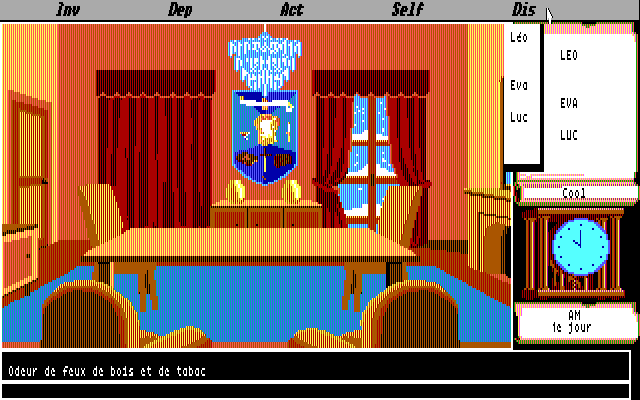 Inv Dep Act Self Dis
Léo
Eva
Luc
LEO
EVA
LUC
Cool
AM
1e jour
Odeur de feux de bois et de tabac